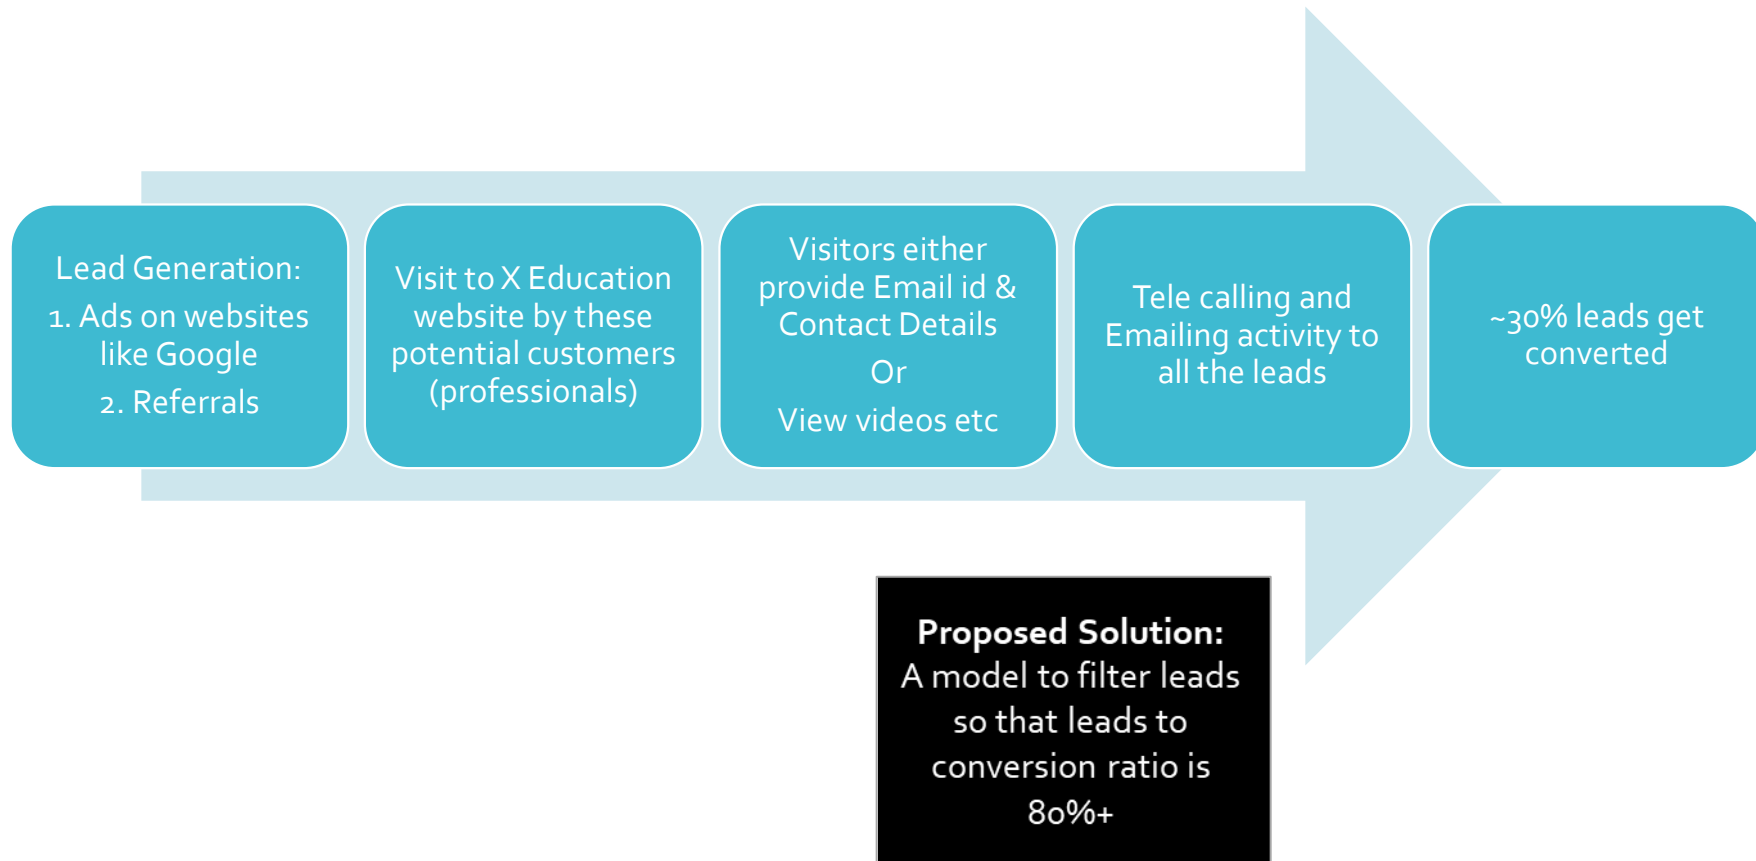 Lead Generation:
1. Ads on websites
like Google
2. Referrals
Visit to X Education
website by these
potential customers
(professionals)
Visitors either
provide Email id &
Contact Details
Or
View videos etc
Tele calling and
Emailing activity to
all the leads
~30% leads get
converted
Proposed Solution:
A model to filter leads
so that leads to
conversion ratio is
80%+